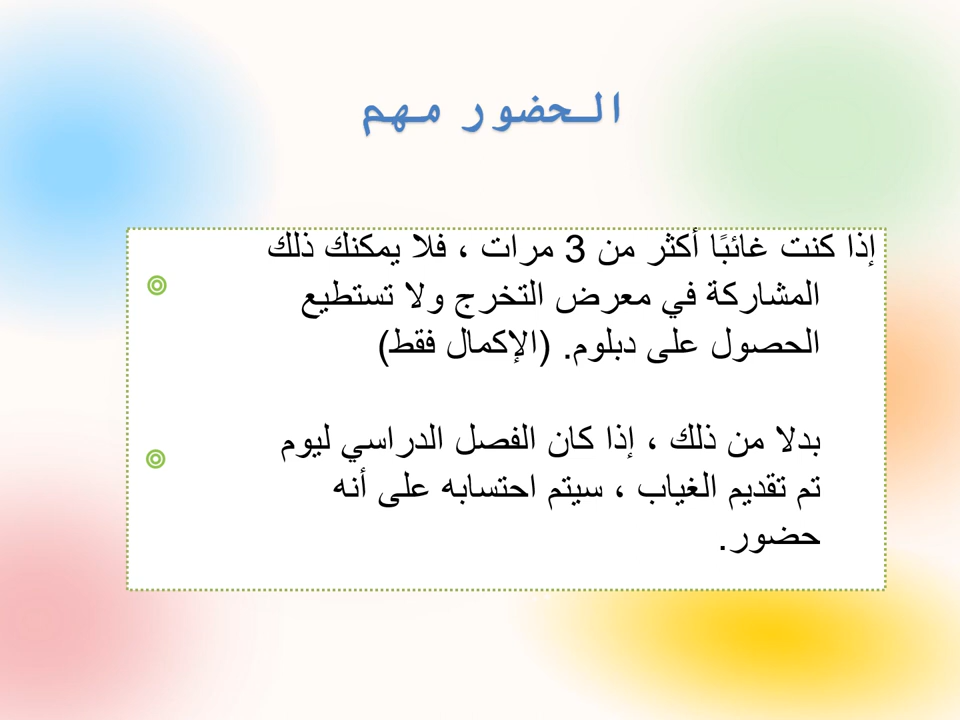 الحضور مهم
إذا كنت غائبًا أكثر من 3 مرات ، فلا يمكنك ذلك
المشاركة في معرض التخرج ولا تستطيع
الحصول على دبلوم. (الإكمال فقط)
بدلا من ذلك ، إذا كان الفصل الدراسي ليوم
تم تقديم الغياب ، سيتم احتسابه على أنه
حضور.